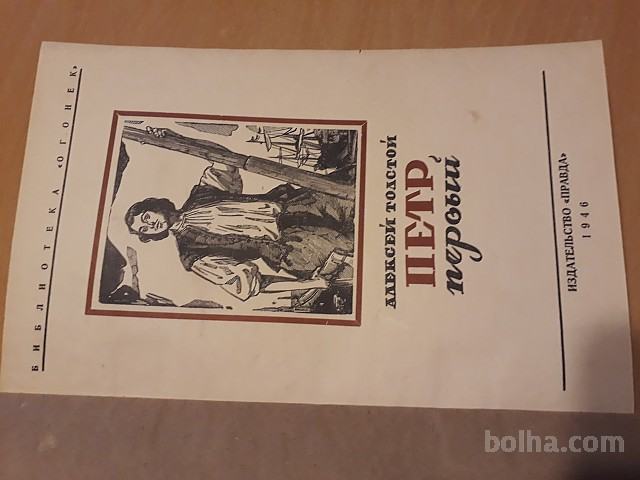 БИБЛИОТЕКА «ОГОНЕК»
АЛЕКСЕЙ ТОЛСТОЙ
ПЕТР
первый
ИЗДАТЕЛЬСТВО «ПРАВДА»
1946
bolha.com